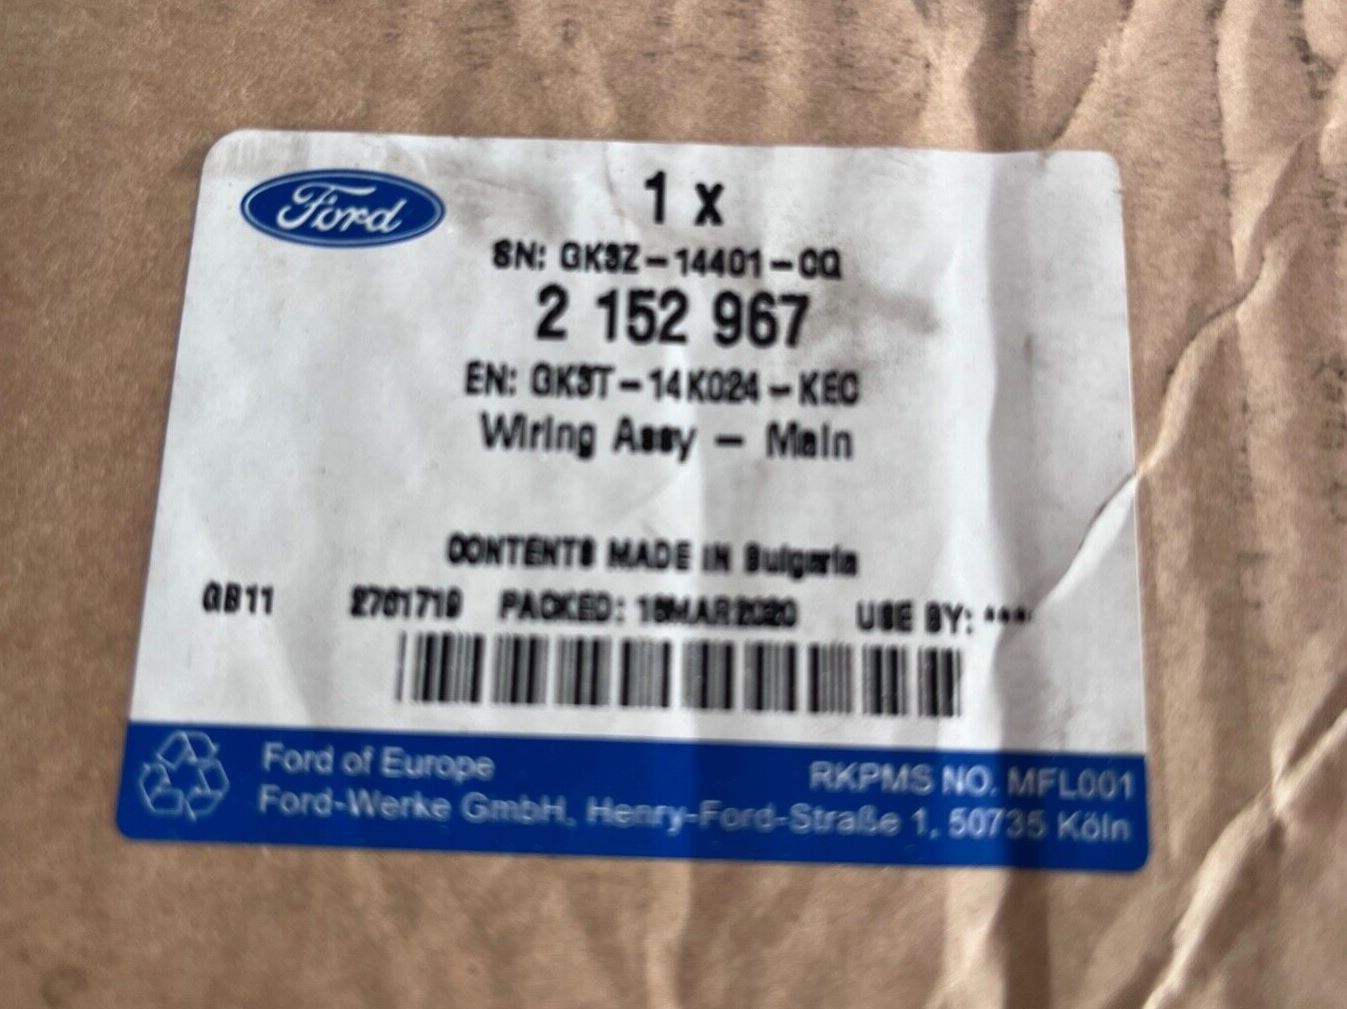 Ford
1 x
SN: GK3Z-14401-CQ
2 152 967
EN: GK3T-14K024-KEC
Wiring Assy - Main
CONTENTS MADE IN Bulgaria
GB11 PACKED: USE BY: ****
Ford of Europe RKPMS NO. MFL001
Ford-Werke GmbH, Henry-Ford-Straße 1, 50735 Köln